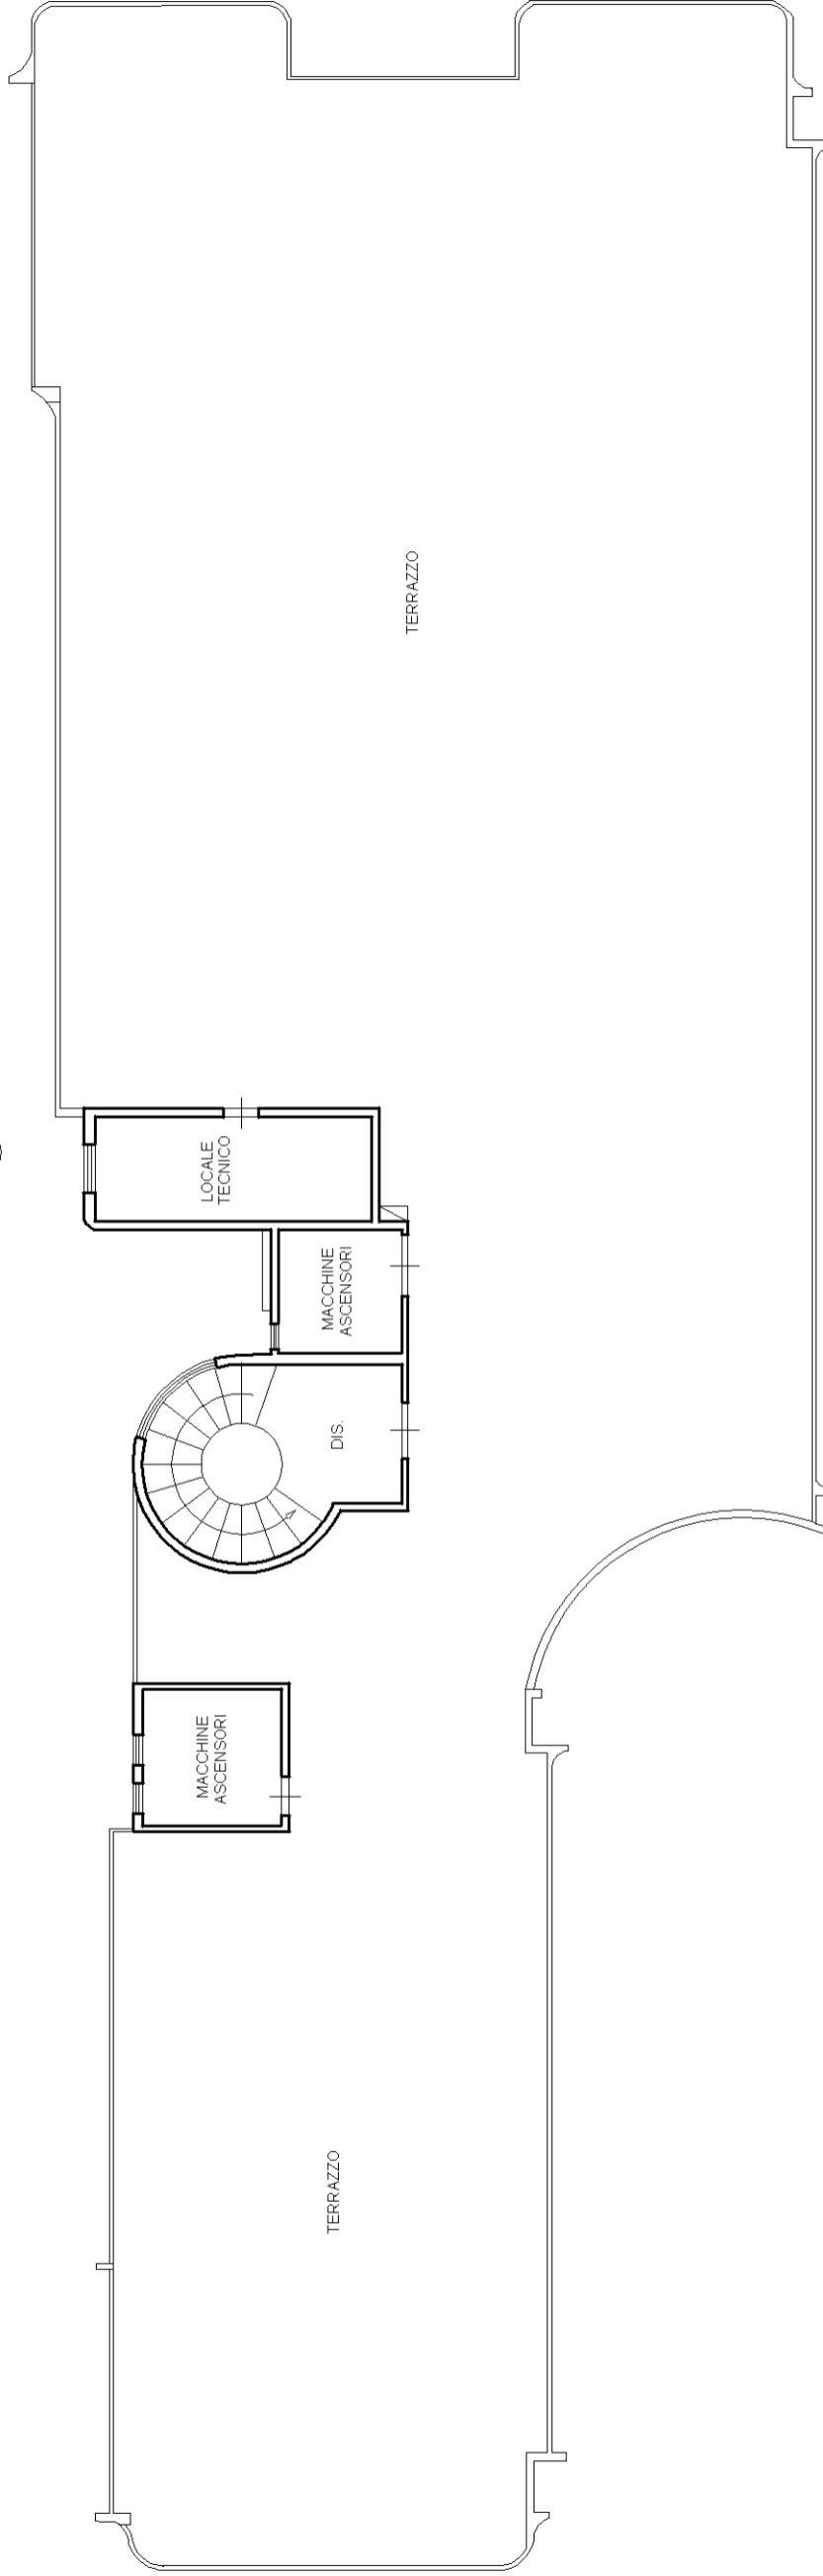 TERRAZZO
LOCALE
TECNICO
MACCHINE
ASCENSORI
DIS.
MACCHINE
ASCENSORI
TERRAZZO